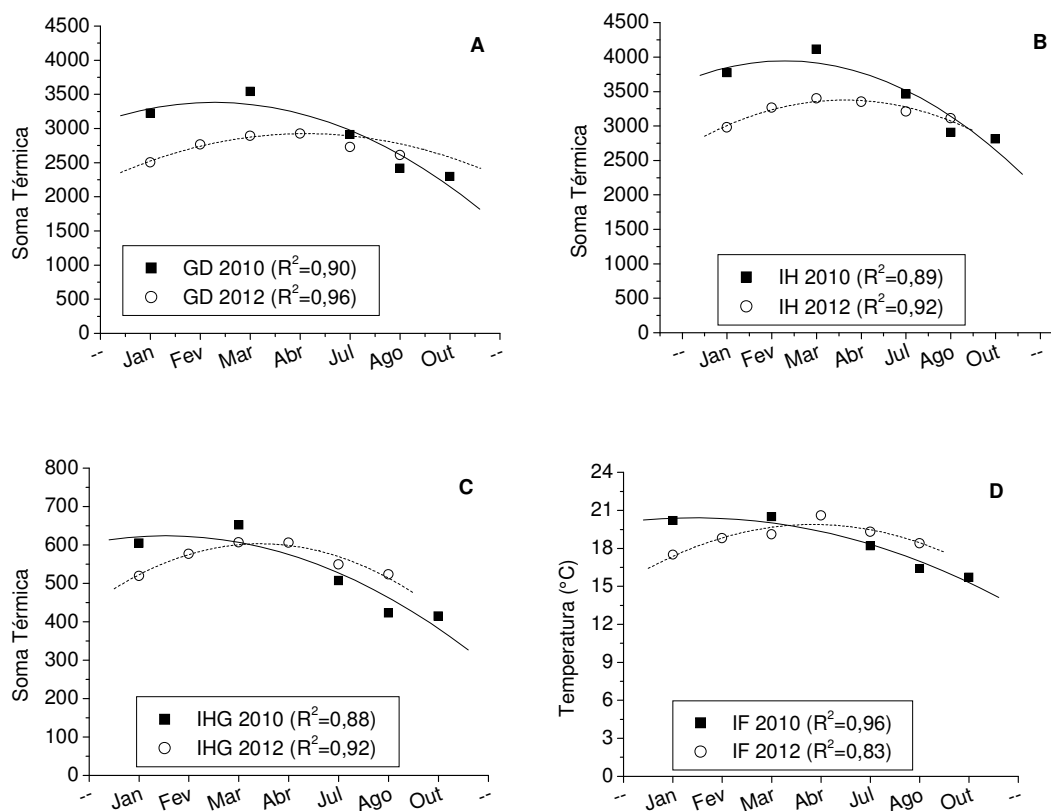 A
Soma Térmica
4500
4000
3500
3000
2500
2000
1500
1000
500
0
GD 2010 (R²=0,90)
GD 2012 (R²=0,96)
-- Jan Fev Mar Abr Jul Ago Out --
B
Soma Térmica
4500
4000
3500
3000
2500
2000
1500
1000
500
0
IH 2010 (R²=0,89)
IH 2012 (R²=0,92)
-- Jan Fev Mar Abr Jul Ago Out --
C
Soma Térmica
800
700
600
500
400
300
200
100
0
IHG 2010 (R²=0,88)
IHG 2012 (R²=0,92)
-- Jan Fev Mar Abr Jul Ago Out --
D
Temperatura (°C)
24
21
18
15
12
9
6
3
0
IF 2010 (R²=0,96)
IF 2012 (R²=0,83)
-- Jan Fev Mar Abr Jul Ago Out --